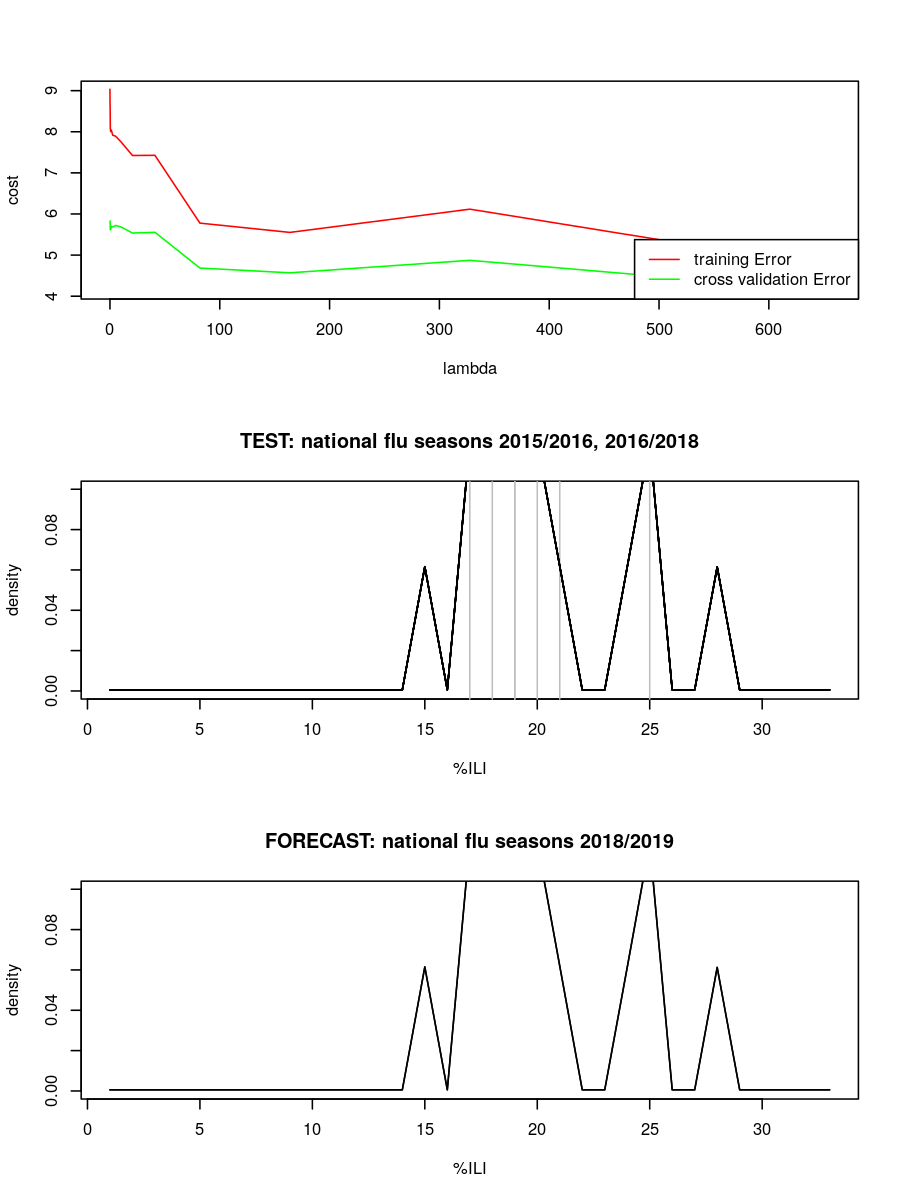 9
8
7
6
5
4
cost
training Error
cross validation Error
0 100 200 300 400 500 600
lambda
TEST: national flu seasons 2015/2016, 2016/2018
0.08
0.04
0.00
density
0 5 10 15 20 25 30
%ILI
FORECAST: national flu seasons 2018/2019
0.08
0.04
0.00
density
0 5 10 15 20 25 30
%ILI